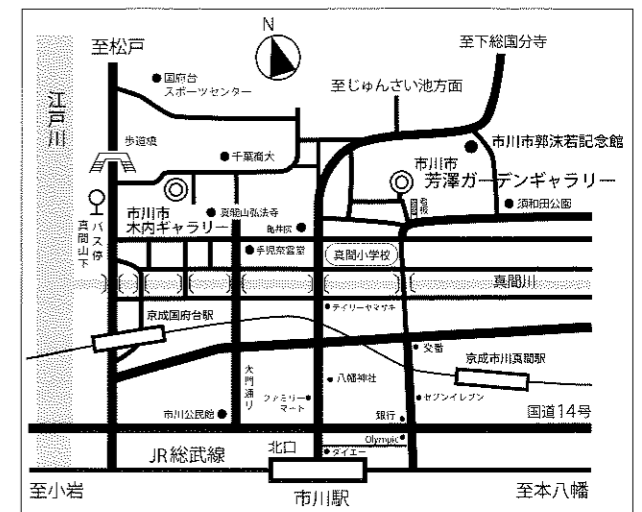 N
至松戸
至下総国分寺
国府台
スポーツセンター
至じゅんさい池方面
江戸川
歩道橋
千葉商大
市川市郭沫若記念館
市川市
芳澤ガーデンギャラリー
看板
須和田公園
市川市
木内ギャラリー
真間山弘法寺
亀井院
バス停
真間山下
手児奈霊堂
真間小学校
真間川
デイリーヤマザキ
京成国府台駅
交番
京成市川真間駅
大門通り
八幡神社
ファミリー
マート
セブンイレブン
市川公民館
銀行
国道14号
Olympic
JR総武線
北口
ダイエー
至小岩
市川駅
至本八幡